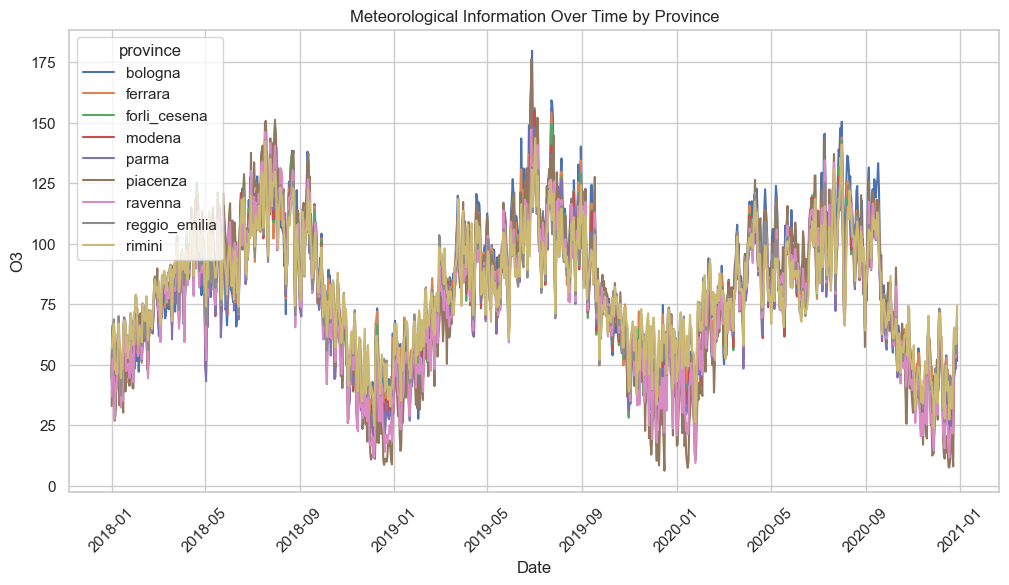 Meteorological Information Over Time by Province
province
bologna
ferrara
forli_cesena
modena
parma
piacenza
ravenna
reggio_emilia
rimini
O3
175
150
125
100
75
50
25
0
2018-01
2018-05
2018-09
2019-01
2019-05
2019-09
2020-01
2020-05
2020-09
2021-01
Date